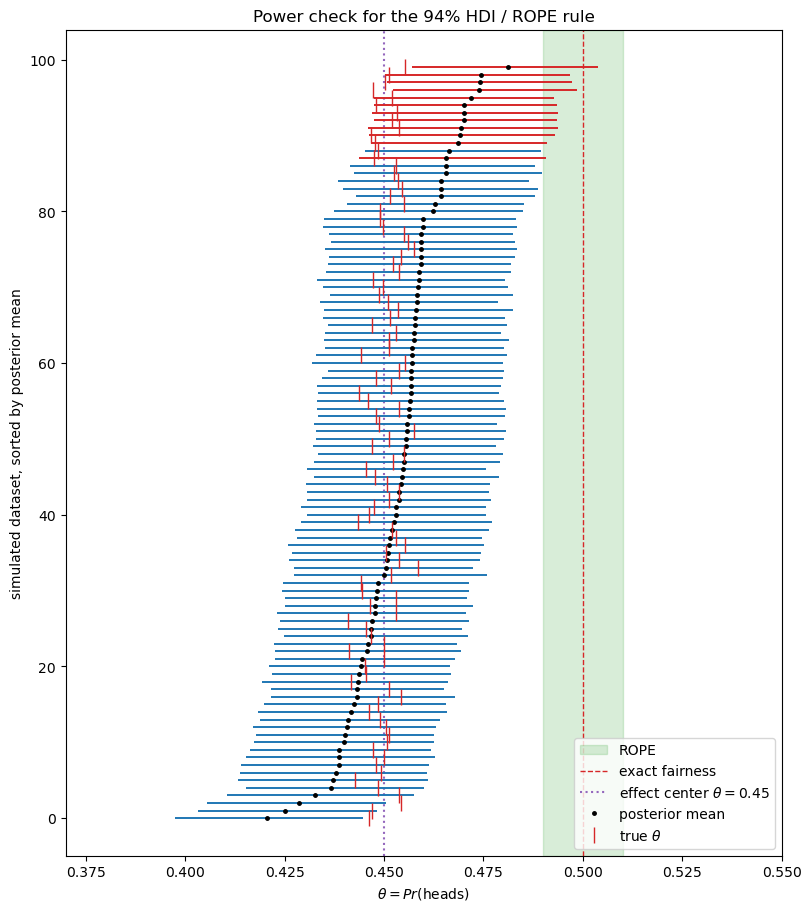 Power check for the 94% HDI / ROPE rule
100
80
60
40
20
0
simulated dataset, sorted by posterior mean
ROPE
exact fairness
effect center θ = 0.45
posterior mean
true θ
0.375 0.400 0.425 0.450 0.475 0.500 0.525 0.550
θ = Pr(heads)